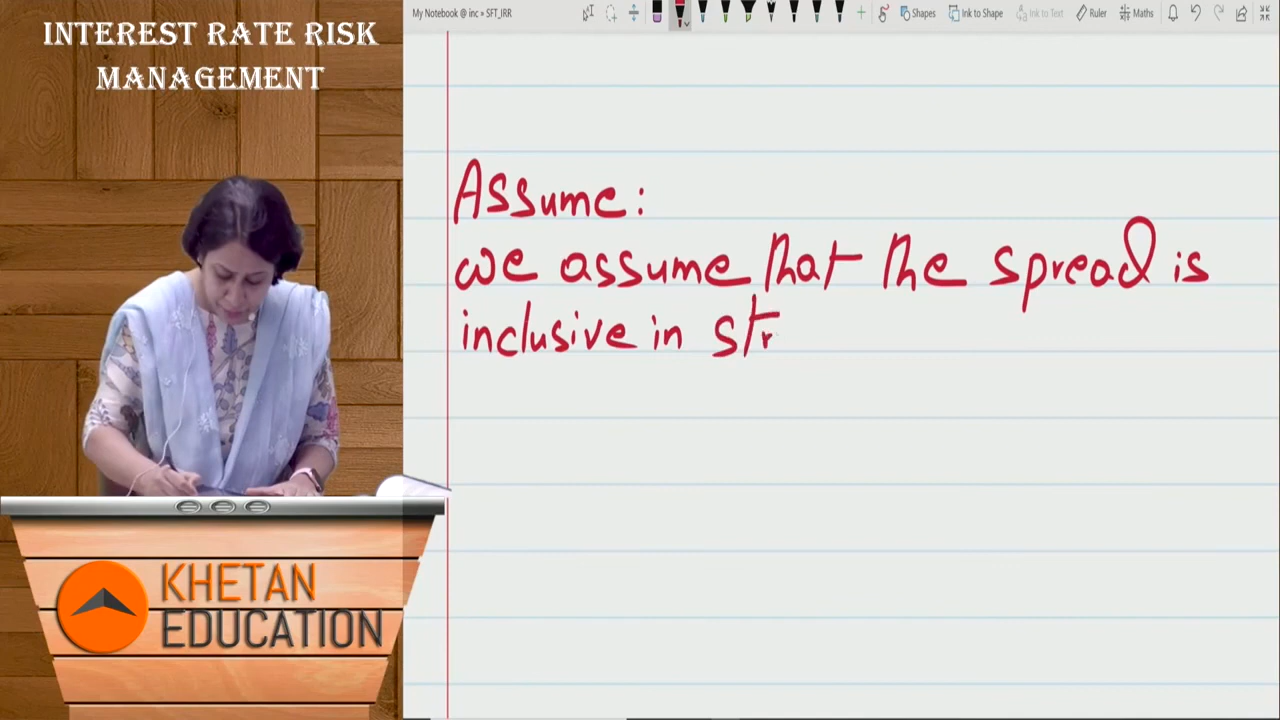 INTEREST RATE RISK
MANAGEMENT
My Notebook @ inc » SFT_IRR
Shapes
Ink to Shape
Ink to Text
Ruler
Maths
Assume:
we assume that the spread is
inclusive in str
KHETAN
EDUCATION